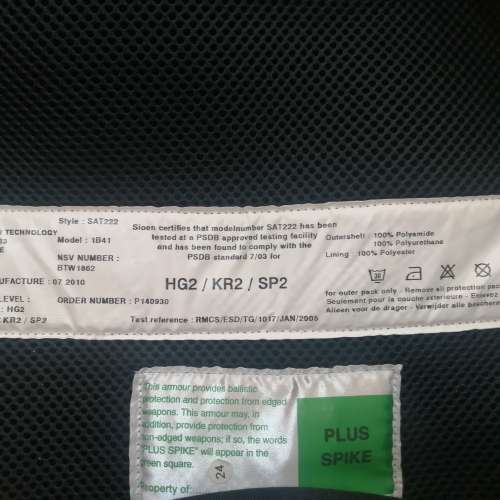 Style : SAT222
TECHNOLOGY
Model : 1B41
NSV NUMBER :
BTW1862
MANUFACTURE : 07 2010
LEVEL :
: HG2
KR2 / SP2
ORDER NUMBER : P140930
Sioen certifies that modelnumber SAT222 has been
tested at a PSDB approved testing facility
and has been found to comply with the
PSDB standard 7/03 for
HG2 / KR2 / SP2
Test reference : RMCS/ESD/TG/1017/JAN/2005
Outershell : 100% Polyamide
100% Polyurethane
Lining : 100% Polyester
for outer pack only - Remove all protection
Seulement pour la couche exterieure - Enlevez
Alleen voor de drager - Verwijder alle
This armour provides ballistic
protection and protection from edged
weapons. This armour may, in
addition, provide protection from
non-edged weapons; if so, the words
"PLUS SPIKE" will appear in the
green square.
PLUS
SPIKE
24
Property of: